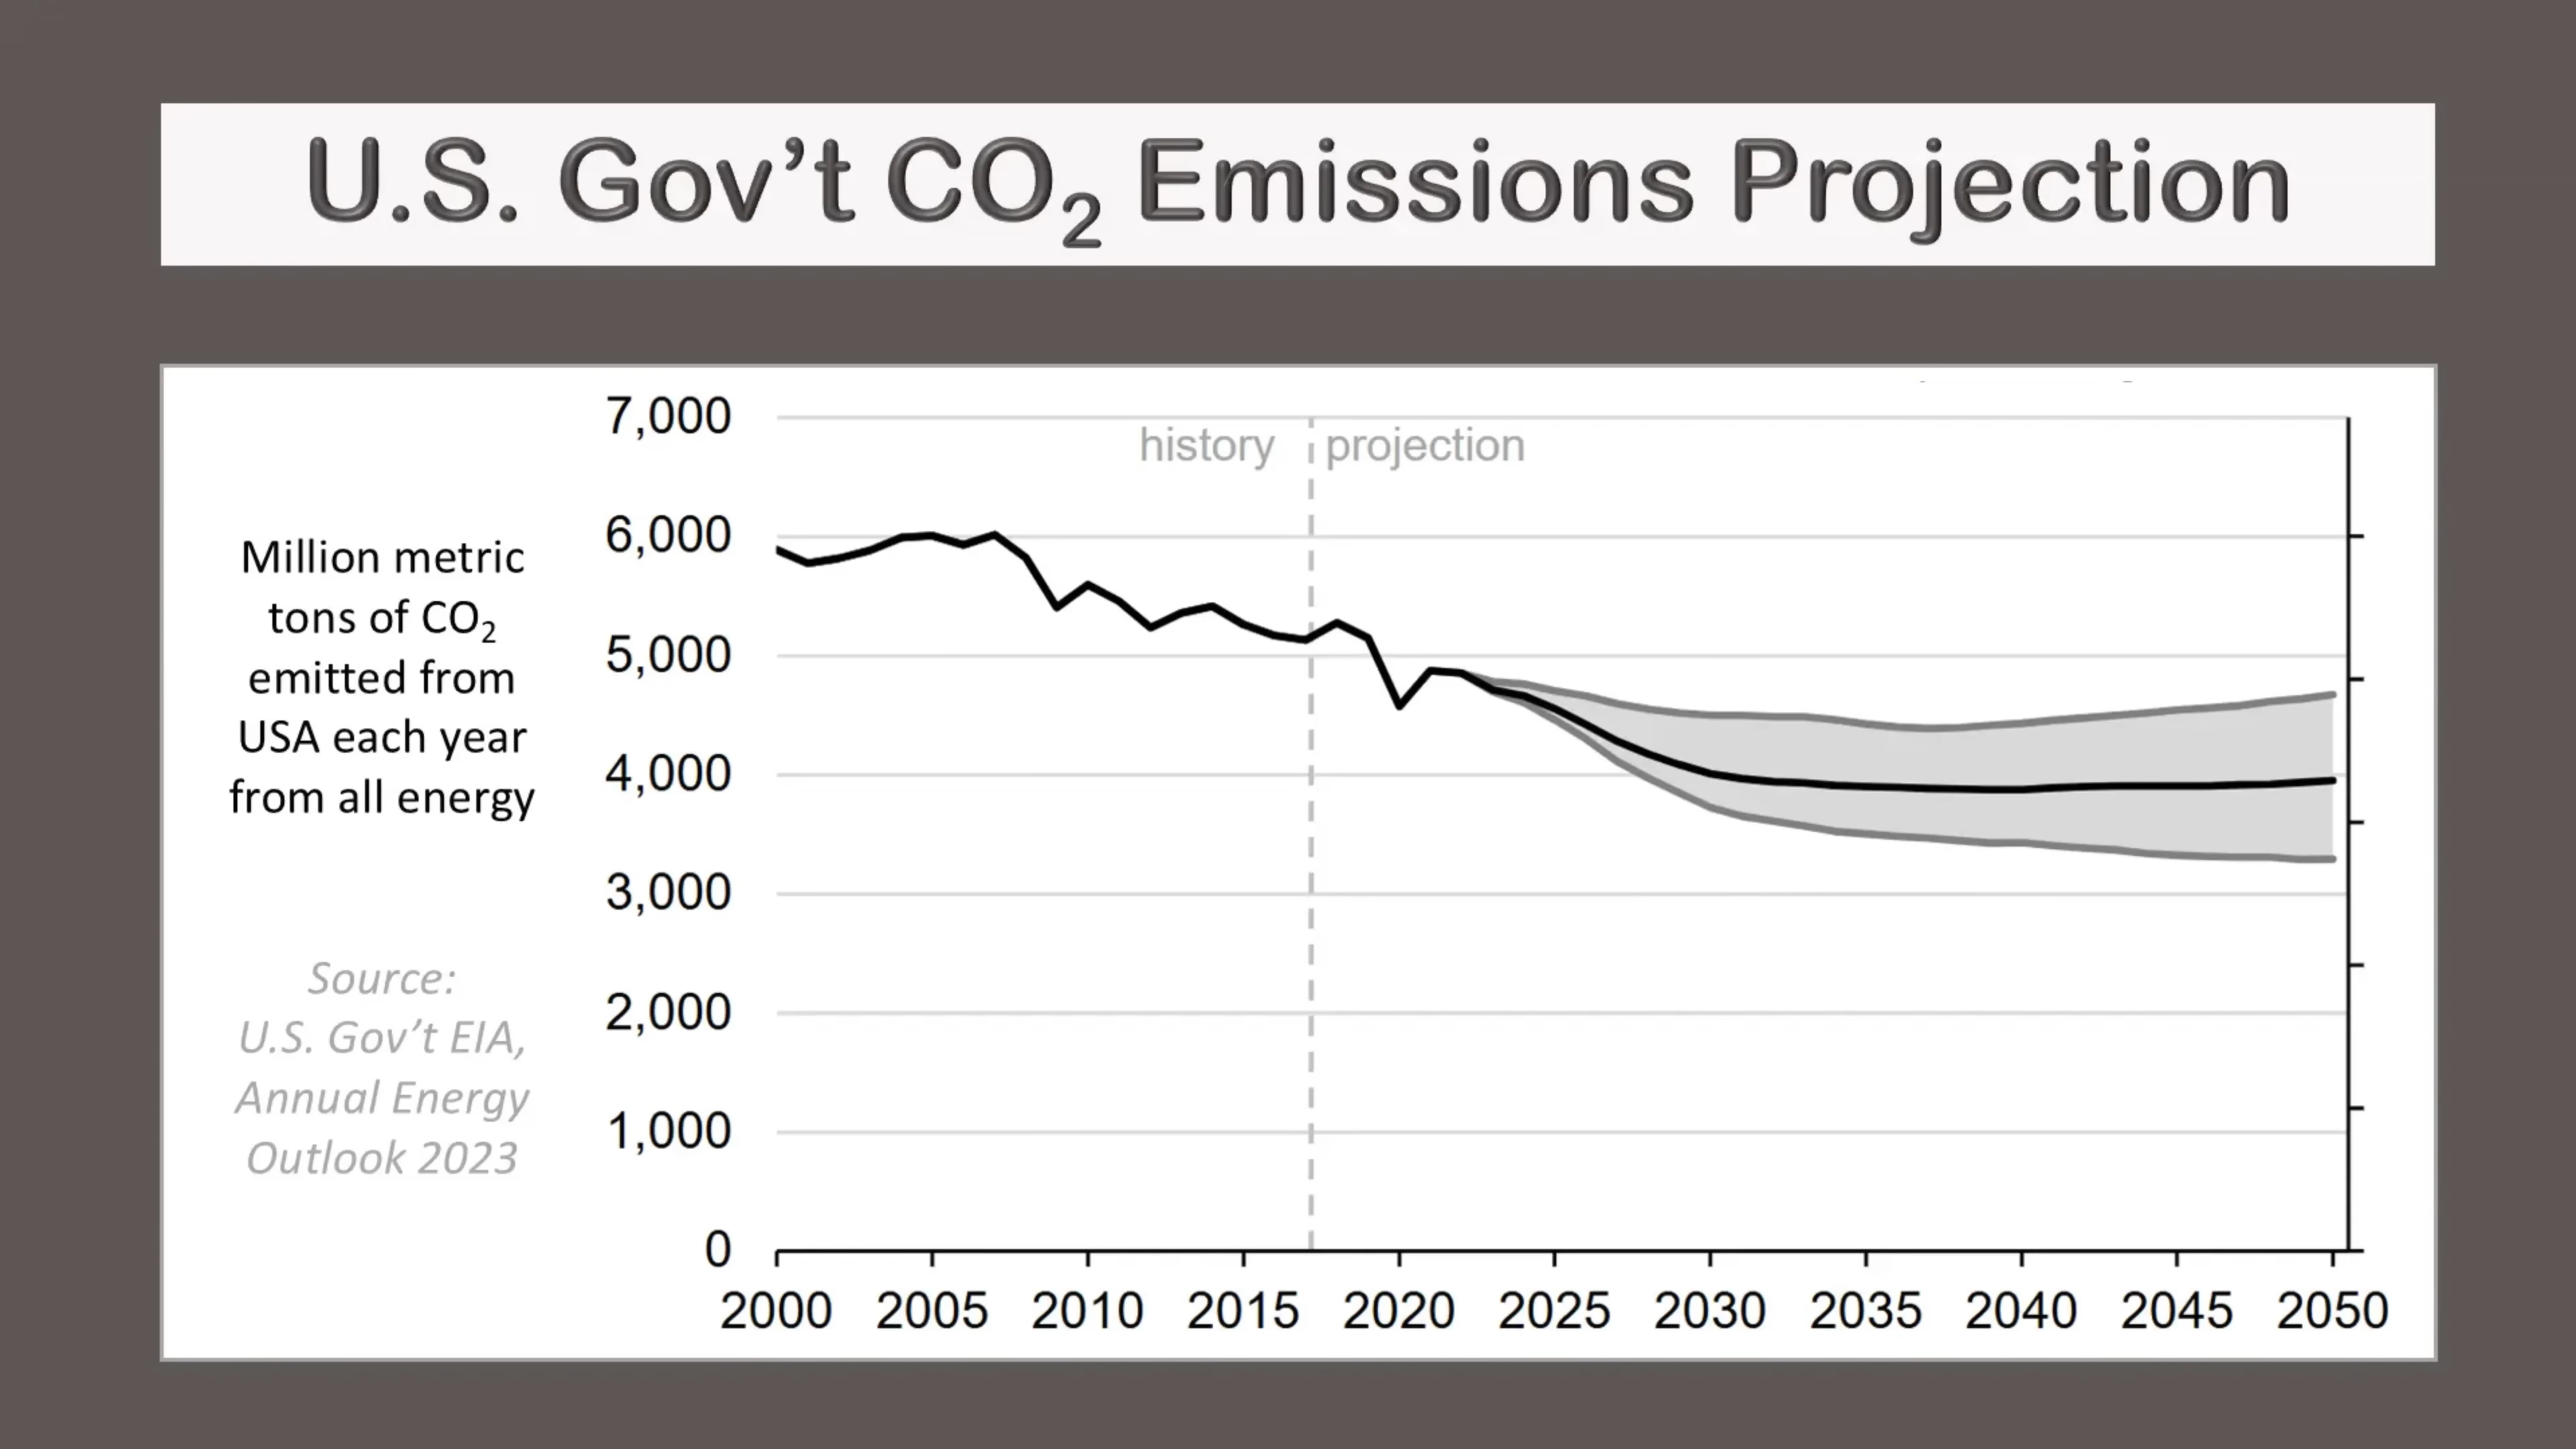 U.S. Gov’t CO₂ Emissions Projection
Million metric
tons of CO₂
emitted from
USA each year
from all energy
Source:
U.S. Gov’t EIA,
Annual Energy
Outlook 2023
7,000
6,000
5,000
4,000
3,000
2,000
1,000
0
history projection
2000 2005 2010 2015 2020 2025 2030 2035 2040 2045 2050